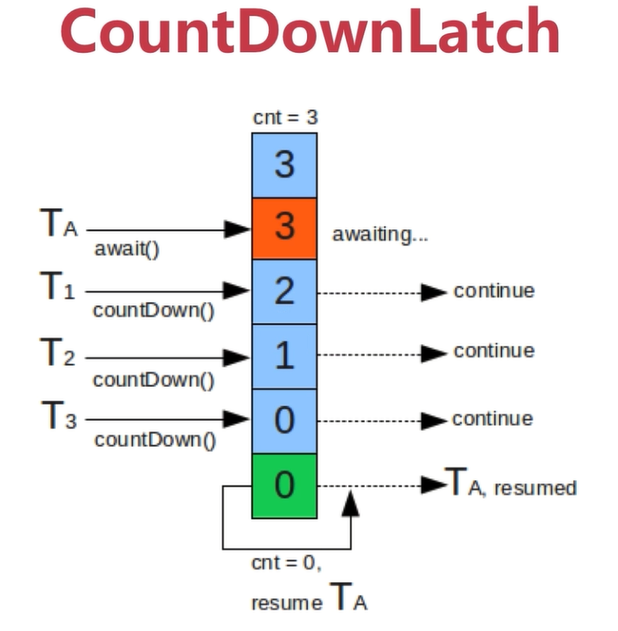 CountDownLatch
cnt = 3
3
TA
await()
3
awaiting...
T1
countDown()
2
continue
T2
countDown()
1
continue
T3
countDown()
0
continue
0
TA, resumed
cnt = 0,
resume TA